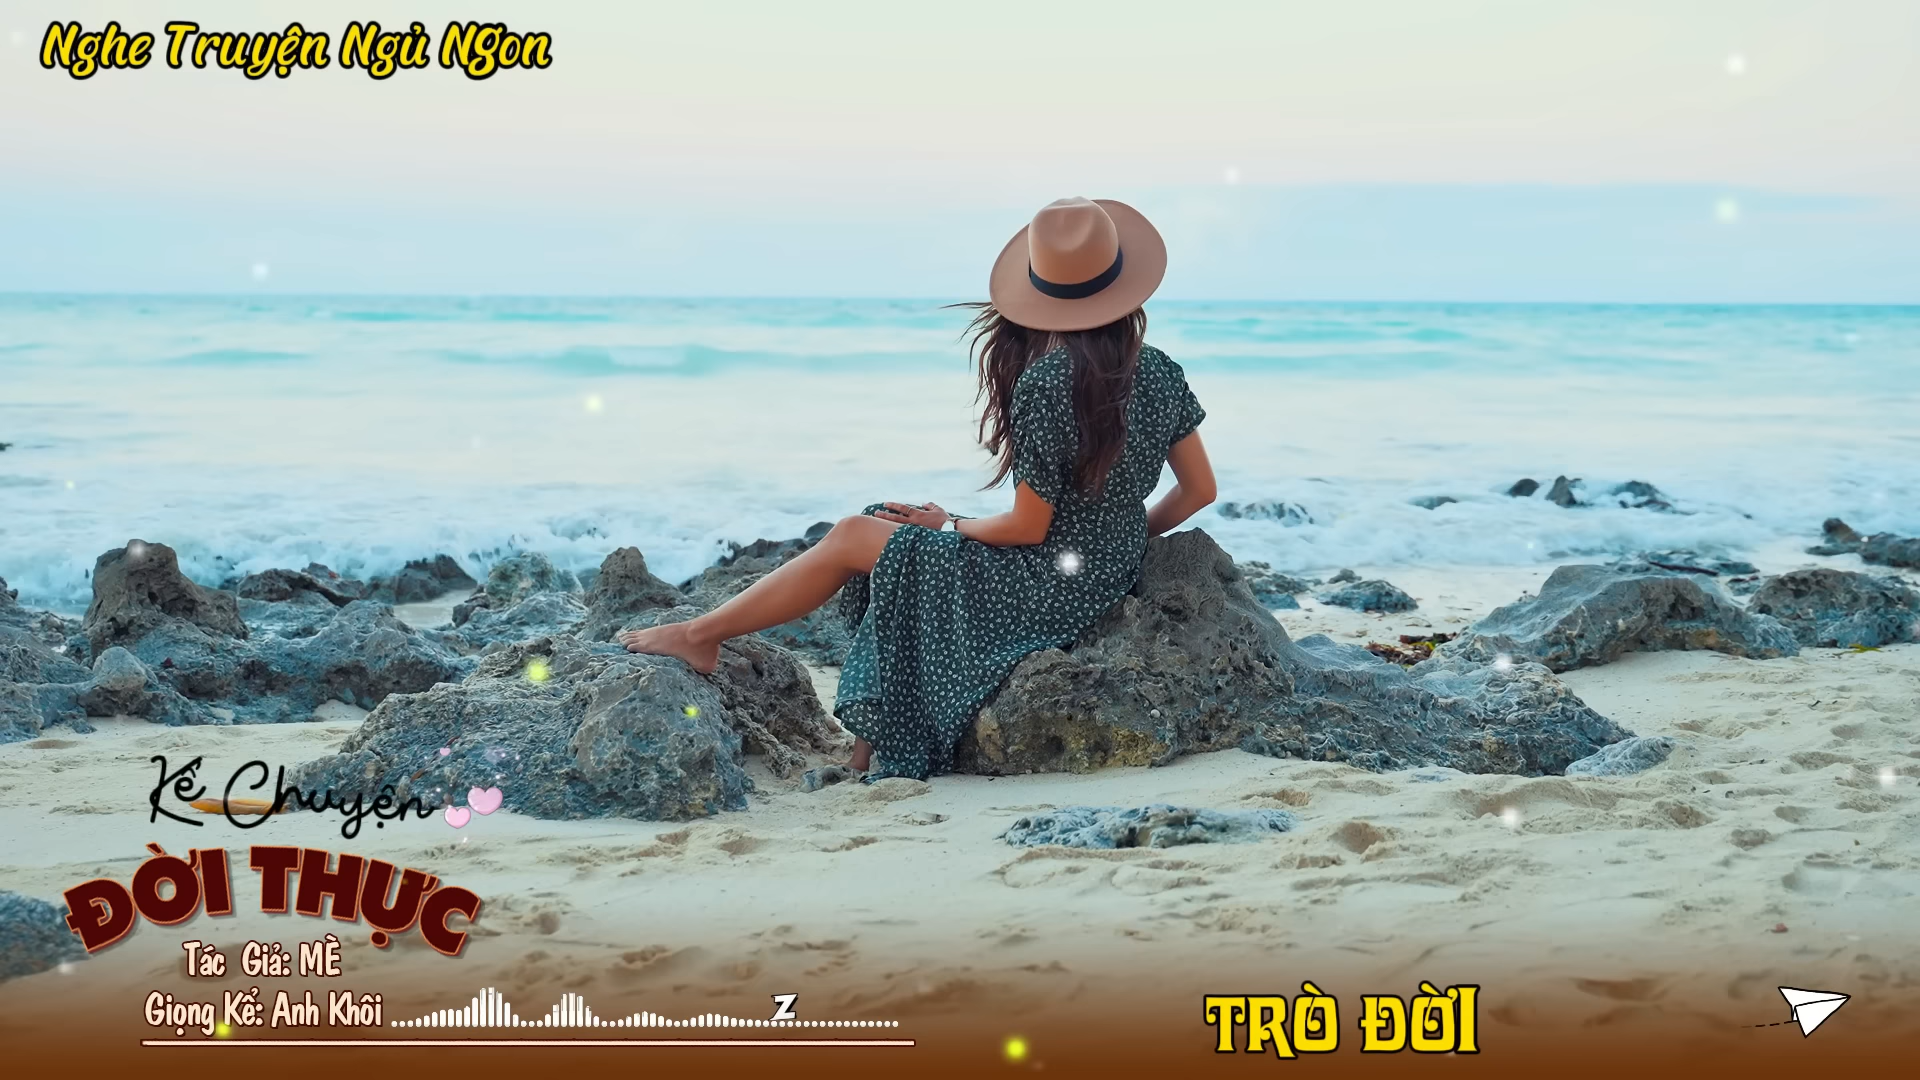 Nghe Truyện Ngủ Ngon
Kể Chuyện
ĐỜI THỰC
Tác Giả: MÈ
Giọng Kể: Anh Khôi
Z
TRÒ ĐỜI